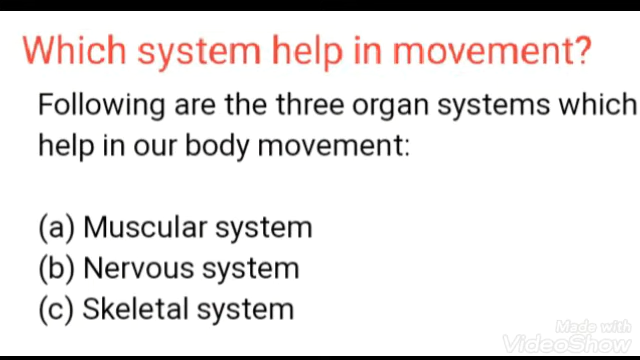 Which system help in movement?
Following are the three organ systems which
help in our body movement:
(a) Muscular system
(b) Nervous system
(c) Skeletal system
Made with
VideoShow